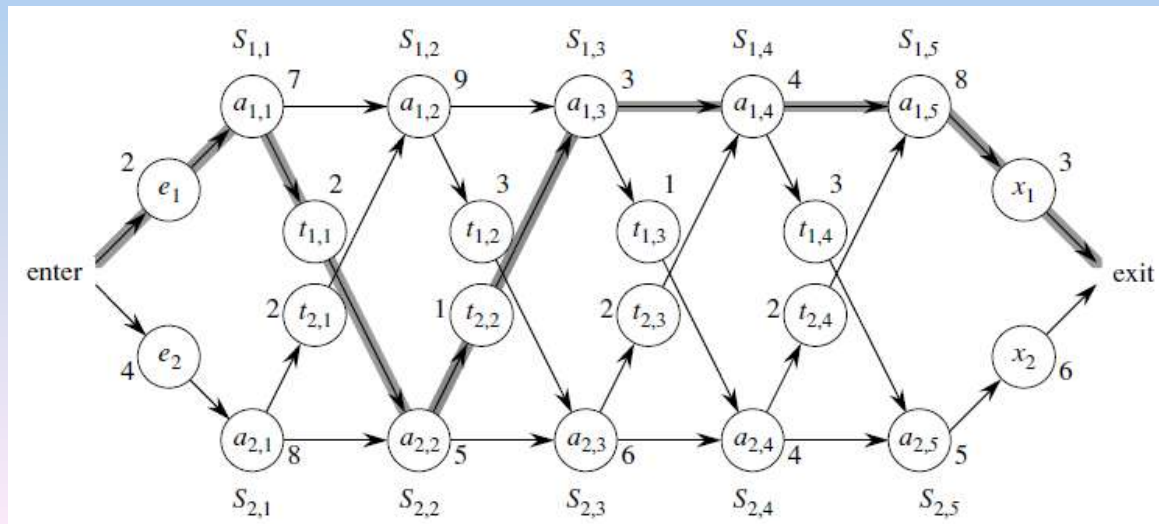 S1,1 S1,2 S1,3 S1,4 S1,5
7 9 3 4 8
a1,1 a1,2 a1,3 a1,4 a1,5
2 2 3 1 3 3
e1 t1,1 t1,2 t1,3 t1,4 x1
enter exit
2 t2,1 1 t2,2 2 t2,3 2 t2,4
4 e2 x2 6
a2,1 a2,2 a2,3 a2,4 a2,5
8 5 6 4 5
S2,1 S2,2 S2,3 S2,4 S2,5